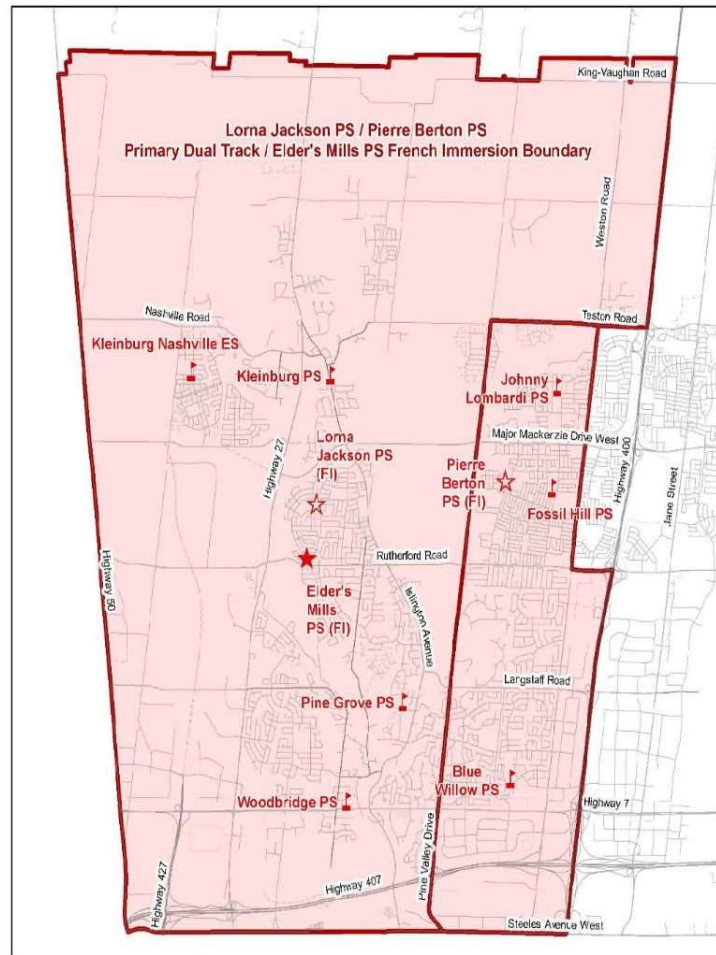 King-Vaughan Road
Lorna Jackson PS / Pierre Berton PS
Primary Dual Track / Elder's Mills PS French Immersion Boundary
Weston Road
Nashville Road
Teston Road
Kleinburg Nashville ES
Kleinburg PS
Johnny
Lombardi PS
Lorna
Jackson PS
(FI)
Major Mackenzie Drive West
Highway 27
Pierre
Berton
PS (FI)
Highway 400
Jane Street
Fossil Hill PS
Highway 50
Rutherford Road
Elder's
Mills
PS (FI)
Islington Avenue
Langstaff Road
Pine Grove PS
Blue
Willow PS
Woodbridge PS
Highway 7
Pine Valley Drive
Highway 427
Highway 407
Steeles Avenue West